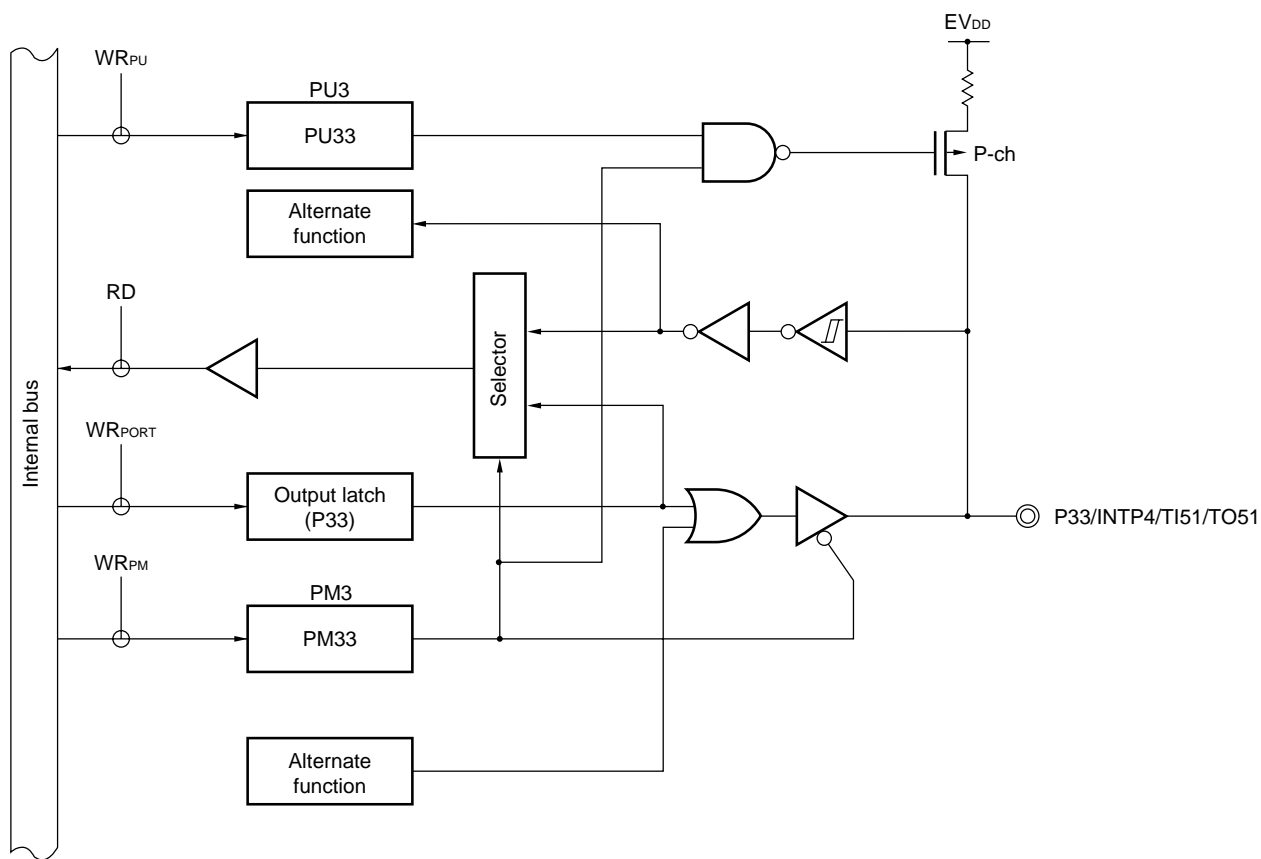 EVDD
WRPU
PU3
PU33
P-ch
Alternate
function
RD
Selector
Internal bus
WRPORT
Output latch
(P33)
P33/INTP4/TI51/TO51
WRPM
PM3
PM33
Alternate
function